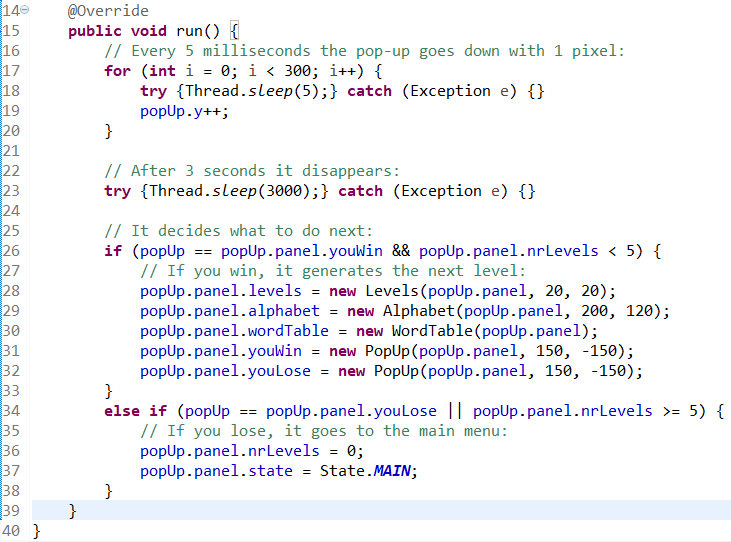 14 @Override
15     public void run() {
16         // Every 5 milliseconds the pop-up goes down with 1 pixel:
17         for (int i = 0; i < 300; i++) {
18             try {Thread.sleep(5);} catch (Exception e) {}
19             popUp.y++;
20         }
21
22         // After 3 seconds it disappears:
23         try {Thread.sleep(3000);} catch (Exception e) {}
24
25         // It decides what to do next:
26         if (popUp == popUp.panel.youWin && popUp.panel.nrLevels < 5) {
27             // If you win, it generates the next level:
28             popUp.panel.levels = new Levels(popUp.panel, 20, 20);
29             popUp.panel.alphabet = new Alphabet(popUp.panel, 200, 120);
30             popUp.panel.wordTable = new WordTable(popUp.panel);
31             popUp.panel.youWin = new PopUp(popUp.panel, 150, -150);
32             popUp.panel.youLose = new PopUp(popUp.panel, 150, -150);
33         }
34         else if (popUp == popUp.panel.youLose || popUp.panel.nrLevels >= 5) {
35             // If you lose, it goes to the main menu:
36             popUp.panel.nrLevels = 0;
37             popUp.panel.state = State.MAIN;
38         }
39     }
40 }